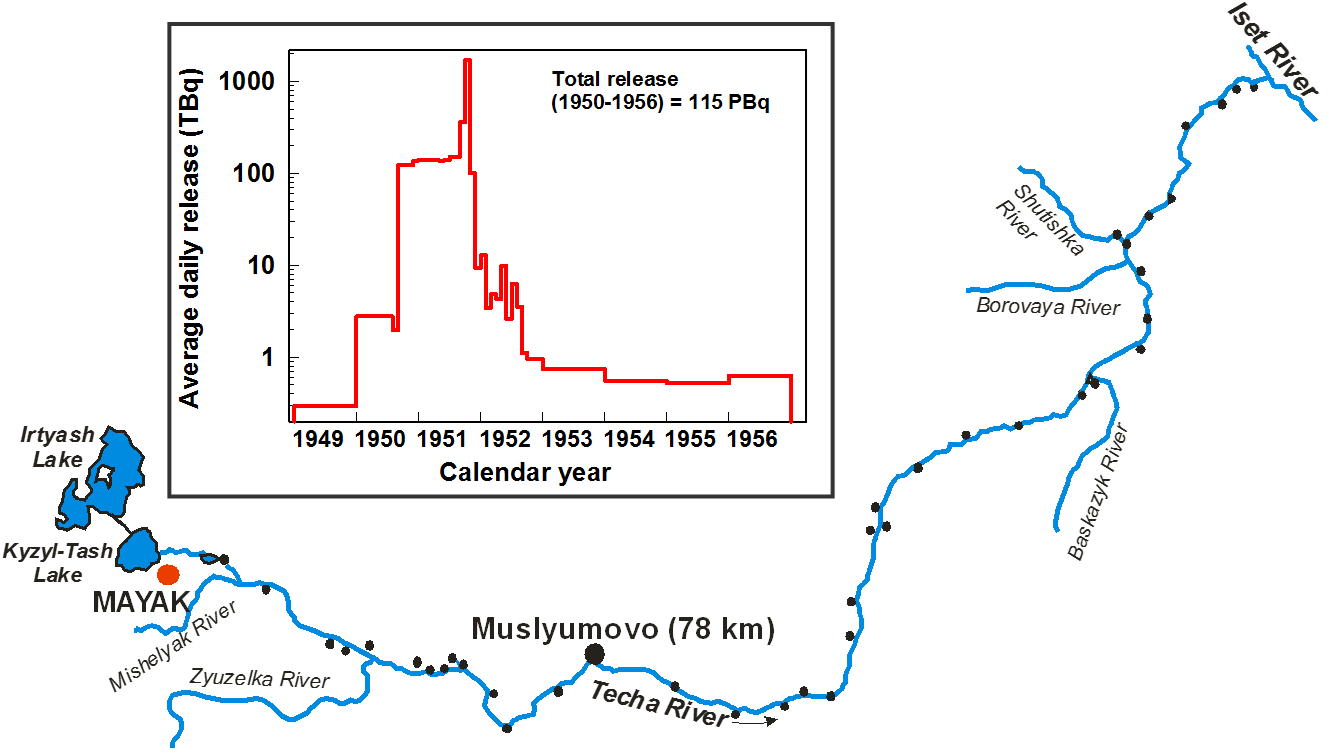 Iset River
Average daily release (TBq)
1000
100
10
1
Total release
(1950-1956) = 115 PBq
1949 1950 1951 1952 1953 1954 1955 1956
Calendar year
Shutishka
River
Borovaya River
Baskazyk River
Irtyash
Lake
Kyzyl-Tash
Lake
MAYAK
Mishelyak River
Zyuzelka River
Muslyumovo (78 km)
Techa River